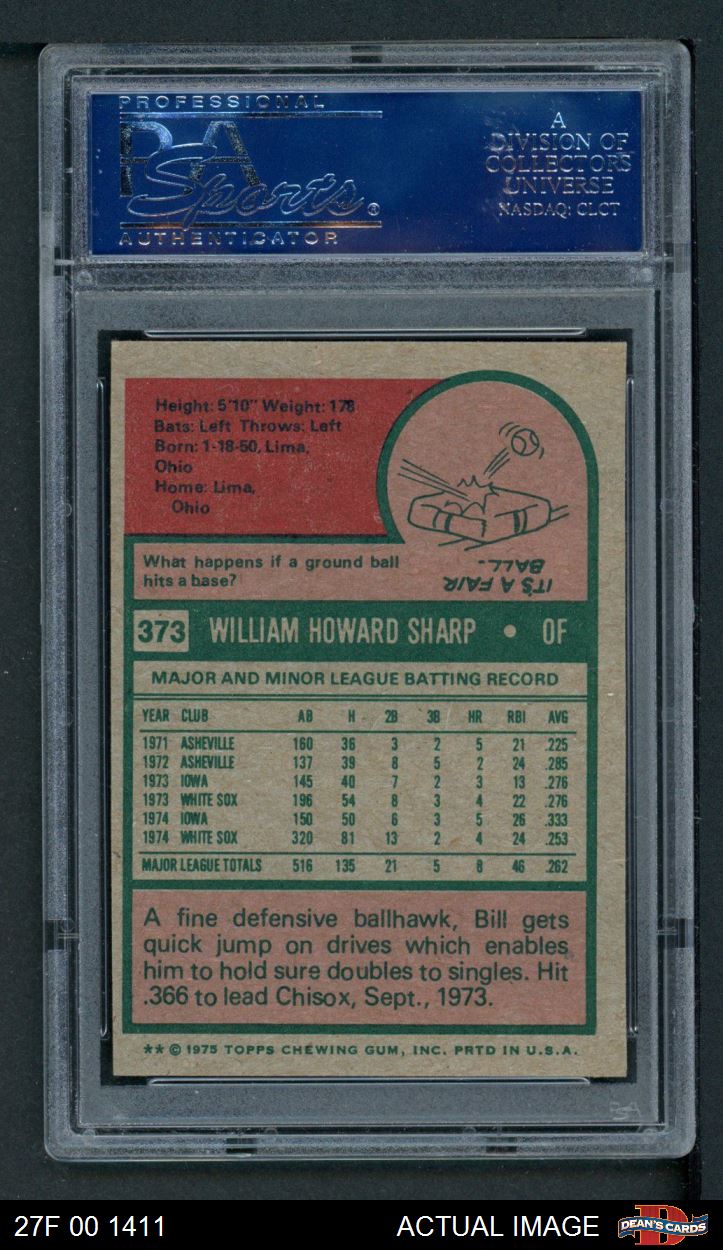 PROFESSIONAL
PSA
Sports®
AUTHENTICATOR
A
DIVISION OF
COLLECTORS
UNIVERSE
NASDAQ: CLCT
Height: 5'10" Weight: 178
Bats: Left Throws: Left
Born: 1-18-50, Lima,
Ohio
Home: Lima,
Ohio
What happens if a ground ball
hits a base?
IT'S A FAIR
BALL.
373 WILLIAM HOWARD SHARP • OF
MAJOR AND MINOR LEAGUE BATTING RECORD
YEAR CLUB AB H 2B 3B HR RBI AVG
1971 ASHEVILLE 160 36 3 2 5 21 .225
1972 ASHEVILLE 137 39 8 5 2 24 .285
1973 IOWA 145 40 7 2 3 13 .276
1973 WHITE SOX 196 54 8 3 4 22 .276
1974 IOWA 150 50 6 3 5 26 .333
1974 WHITE SOX 320 81 13 2 4 24 .253
MAJOR LEAGUE TOTALS 516 135 21 5 8 46 .262
A fine defensive ballhawk, Bill gets
quick jump on drives which enables
him to hold sure doubles to singles. Hit
.366 to lead Chisox, Sept., 1973.
** © 1975 TOPPS CHEWING GUM, INC. PRTD IN U.S.A.
PSA
27F 00 1411
ACTUAL IMAGE
DEAN'S CARDS